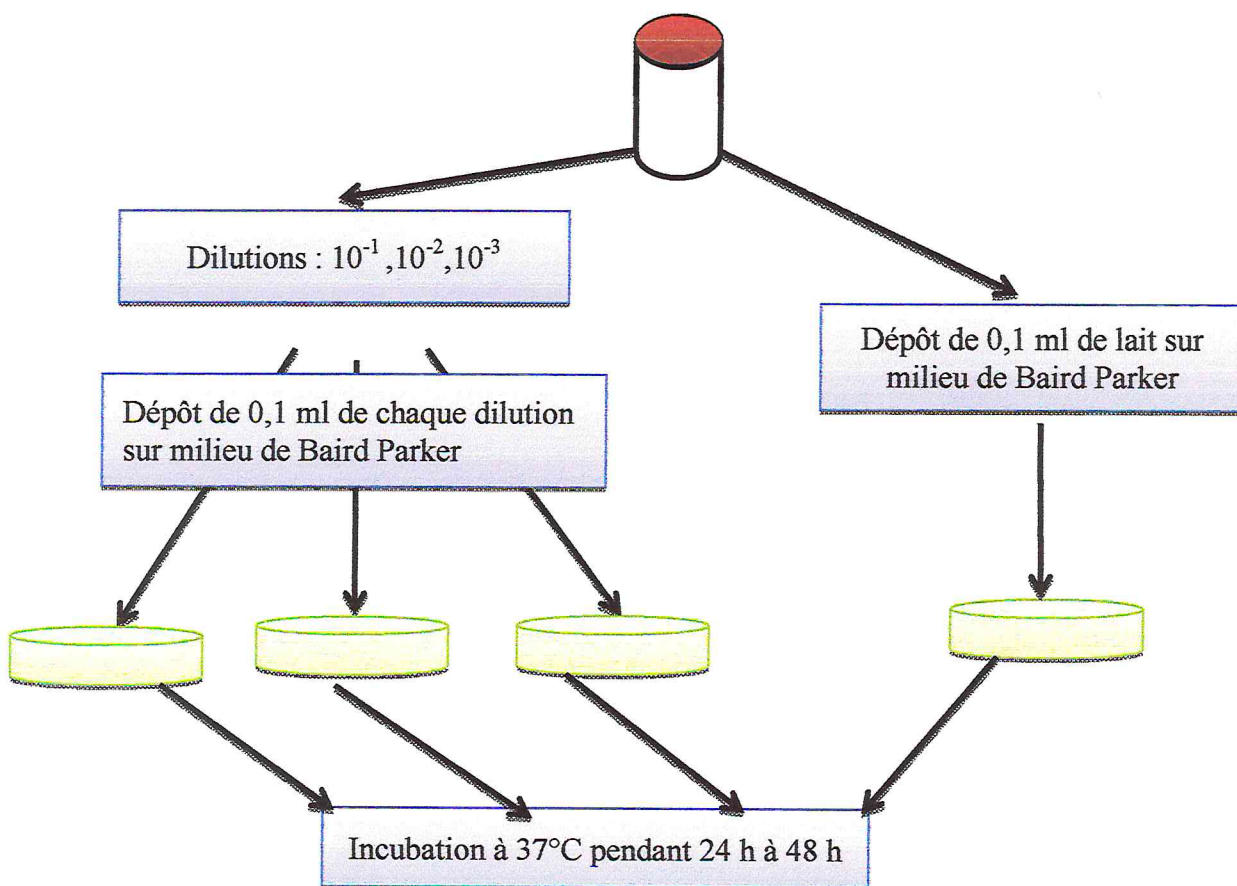 Dilutions : 10⁻¹ ,10⁻²,10⁻³
Dépôt de 0,1 ml de chaque dilution
sur milieu de Baird Parker
Dépôt de 0,1 ml de lait sur
milieu de Baird Parker
Incubation à 37°C pendant 24 h à 48 h